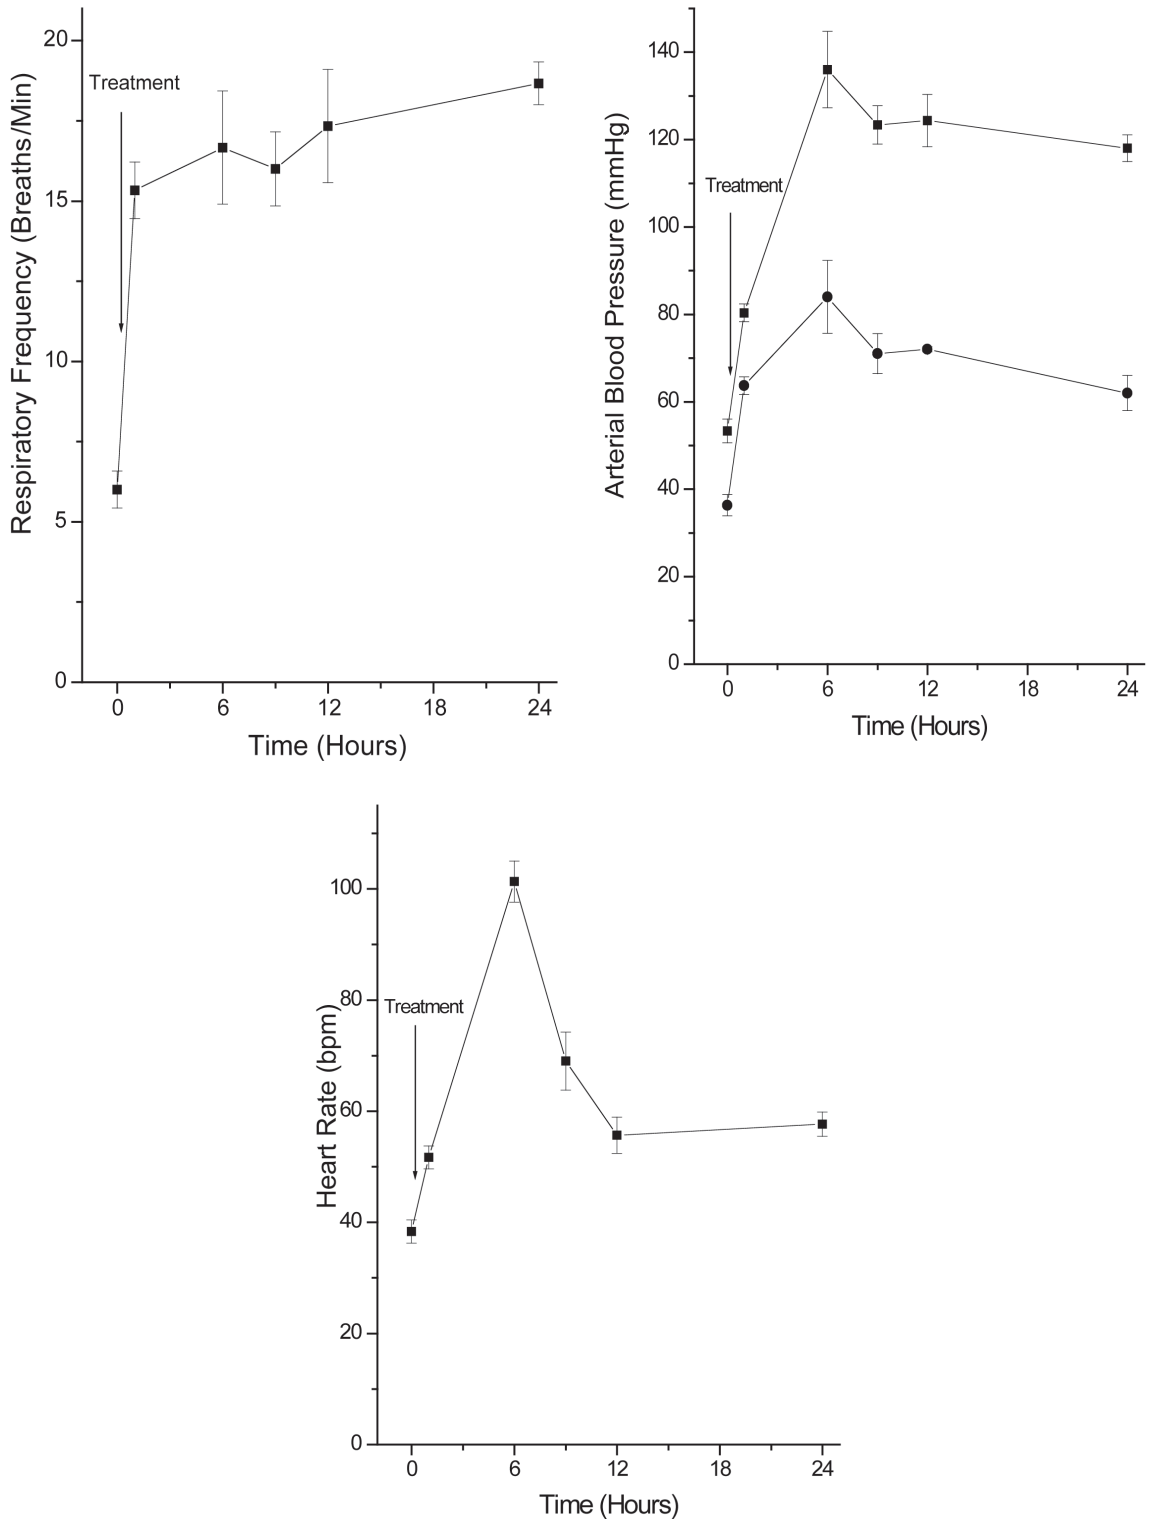 Respiratory Frequency (Breaths/Min)
20
15
10
5
0
Treatment
0 6 12 18 24
Time (Hours)
Arterial Blood Pressure (mmHg)
140
120
100
80
60
40
20
0
Treatment
0 6 12 18 24
Time (Hours)
Heart Rate (bpm)
100
80
60
40
20
0
Treatment
0 6 12 18 24
Time (Hours)